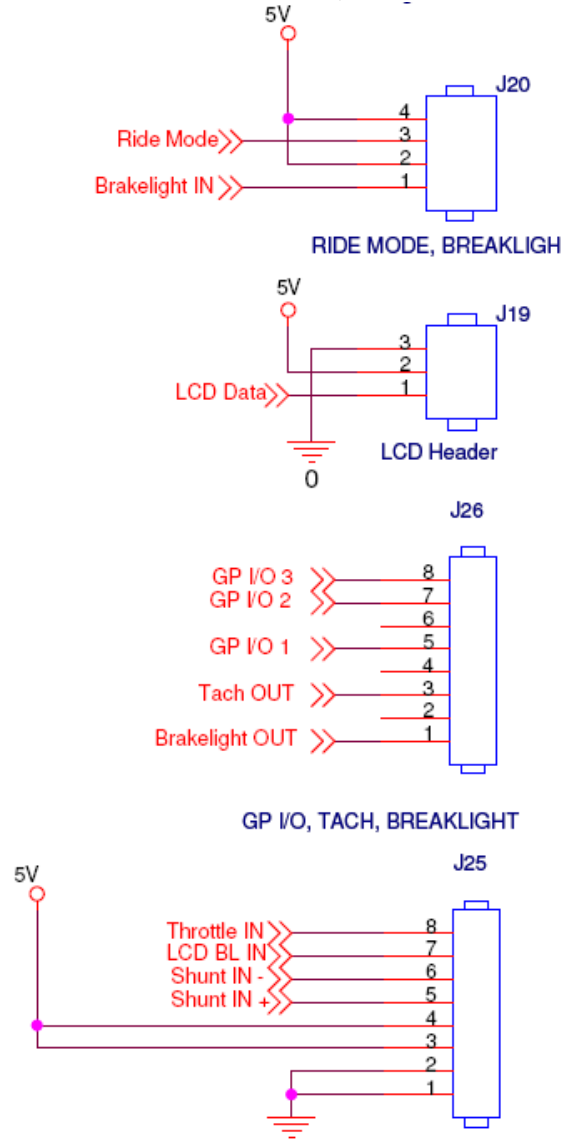 5V
J20
4
Ride Mode 3
2
Brakelight IN 1
RIDE MODE, BREAKLIGH
5V
J19
3
2
LCD Data 1
LCD Header
0
J26
GP I/O 3 8
GP I/O 2 7
6
GP I/O 1 5
4
Tach OUT 3
2
Brakelight OUT 1
GP I/O, TACH, BREAKLIGHT
J25
5V
Throttle IN 8
LCD BL IN 7
Shunt IN - 6
Shunt IN + 5
4
3
2
1